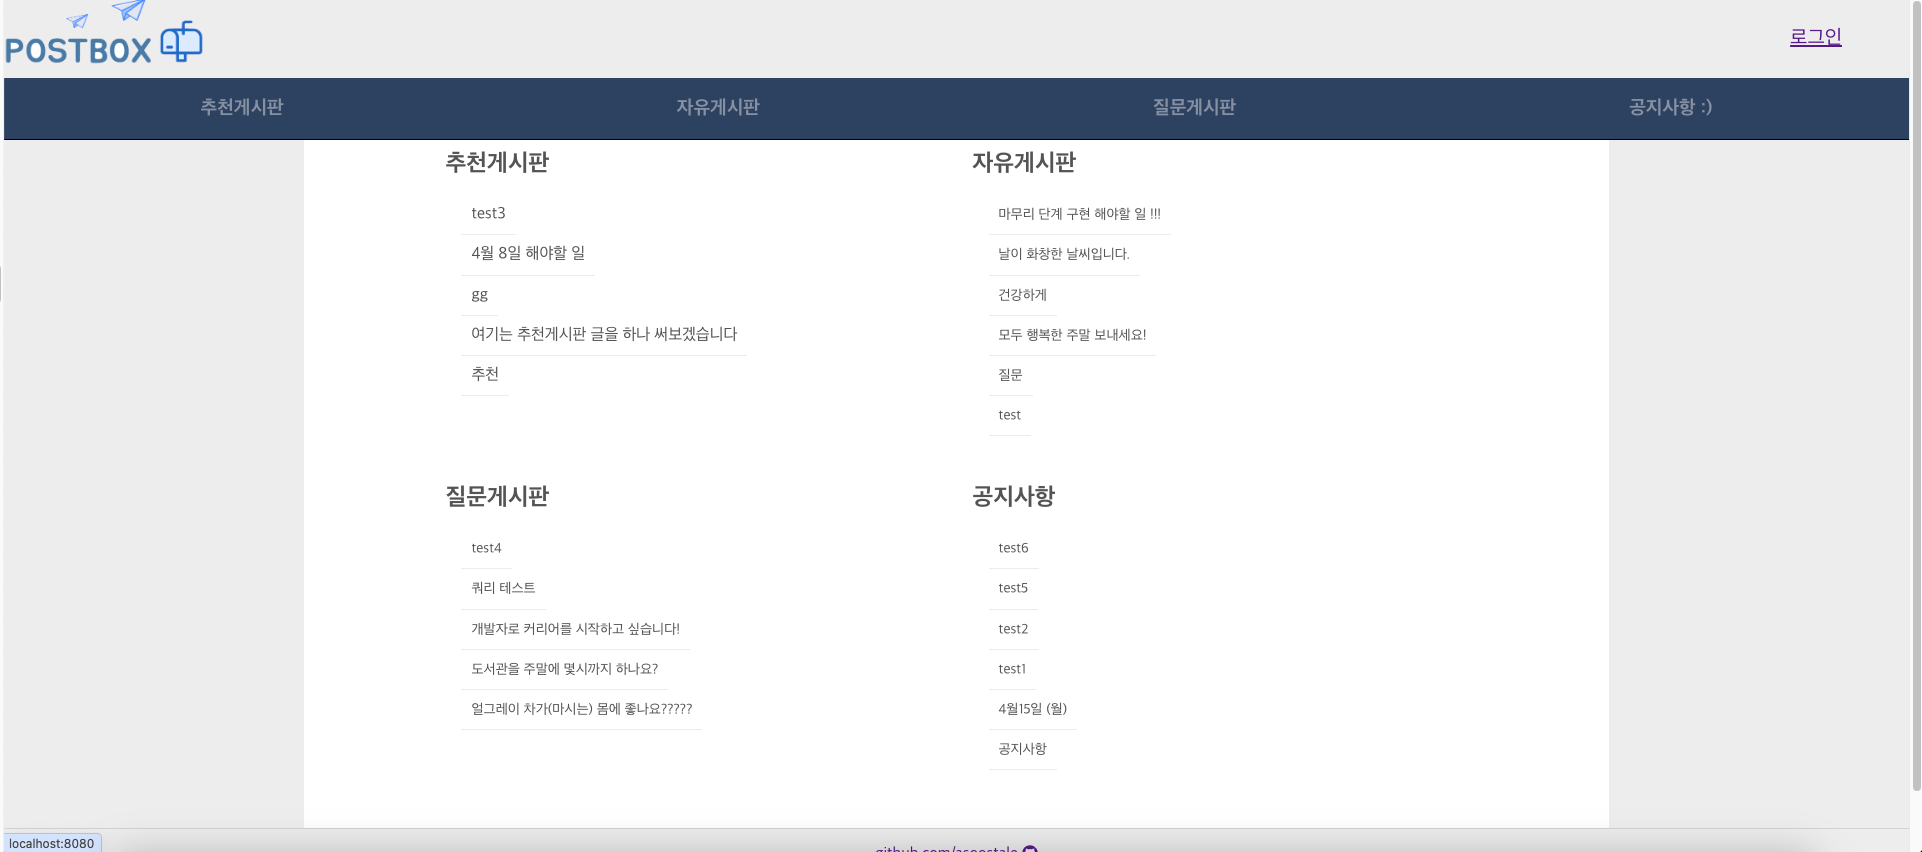 POSTBOX
로그인
추천게시판 자유게시판 질문게시판 공지사항 :)
추천게시판
test3
4월 8일 해야할 일
gg
여기는 추천게시판 글을 하나 써보겠습니다
추천
자유게시판
마무리 단계 구현 해야할 일 !!!
날이 화창한 날씨입니다.
건강하게
모두 행복한 주말 보내세요!
질문
test
질문게시판
test4
쿼리 테스트
개발자로 커리어를 시작하고 싶습니다!
도서관을 주말에 몇시까지 하나요?
얼그레이 차가(마시는) 몸에 좋나요?????
공지사항
test6
test5
test2
test1
4월15일 (월)
공지사항
localhost:8080